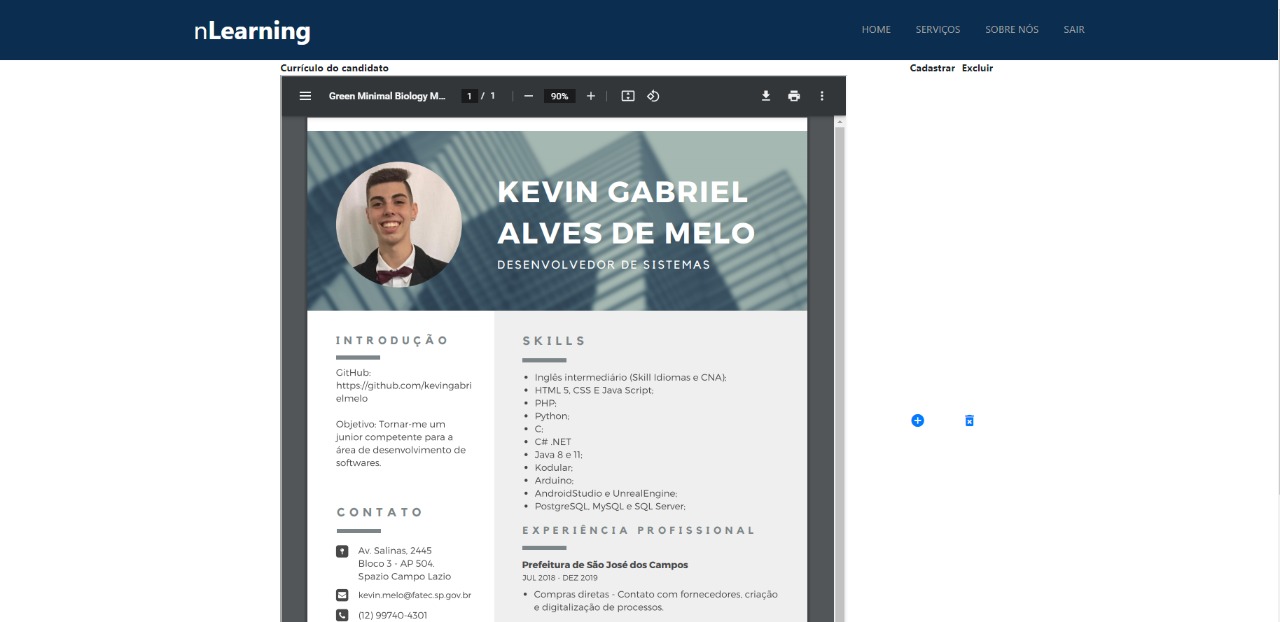 nLearning
HOME SERVIÇOS SOBRE NÓS SAIR
Currículo do candidato
Cadastrar Excluir
Green Minimal Biology M...
1 / 1
90%
KEVIN GABRIEL
ALVES DE MELO
DESENVOLVEDOR DE SISTEMAS
INTRODUÇÃO
GitHub:
https://github.com/kevingabri
elmelo
Objetivo: Tornar-me um
junior competente para a
área de desenvolvimento de
softwares.
CONTATO
Av. Salinas, 2445
Bloco 3 - AP 504.
Spazio Campo Lazio
kevin.melo@fatec.sp.gov.br
(12) 99740-4301
SKILLS
Inglês intermediário (Skill Idiomas e CNA);
HTML 5, CSS E Java Script;
PHP;
Python;
C;
C# .NET
Java 8 e 11;
Kodular;
Arduino;
AndroidStudio e UnrealEngine;
PostgreSQL, MySQL e SQL Server;
EXPERIÊNCIA PROFISSIONAL
Prefeitura de São José dos Campos
JUL 2018 - DEZ 2019
Compras diretas - Contato com fornecedores, criação
e digitalização de processos.